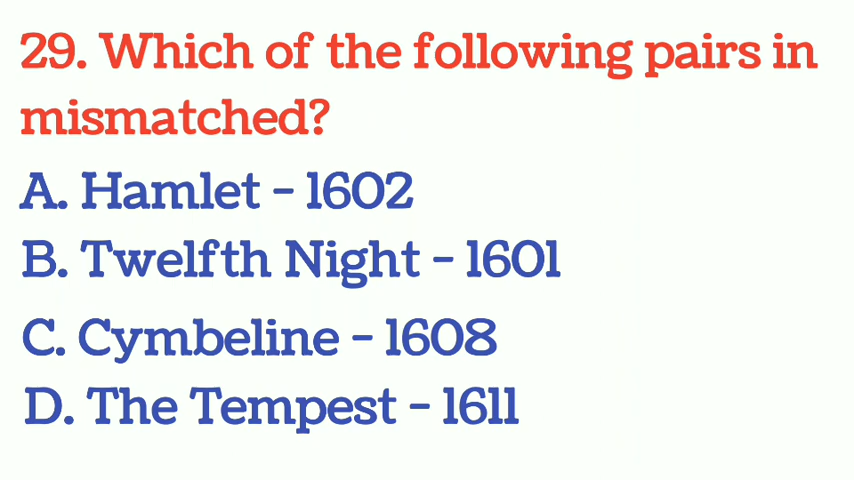 29. Which of the following pairs in
mismatched?
A. Hamlet - 1602
B. Twelfth Night - 1601
C. Cymbeline - 1608
D. The Tempest - 1611